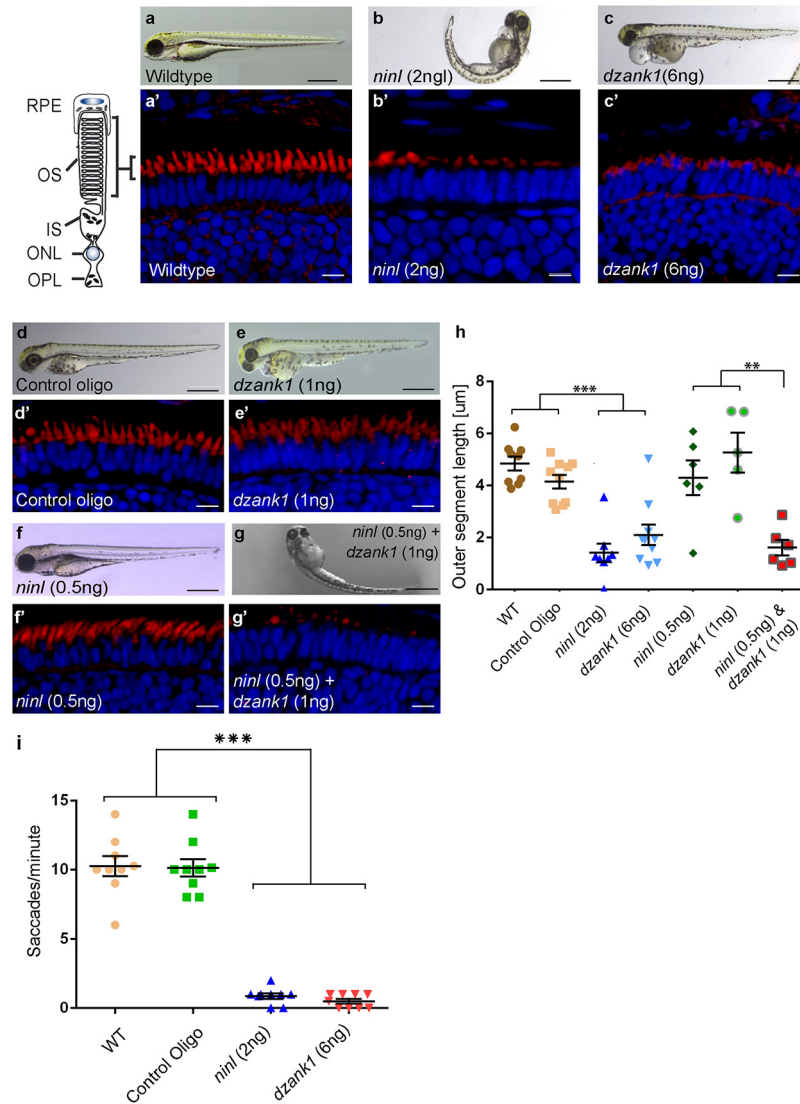 a
Wildtype
b
ninl (2ngl)
c
dzank1(6ng)
RPE
OS
IS
ONL
OPL
a'
Wildtype
b'
ninl (2ng)
c'
dzank1 (6ng)
d
Control oligo
e
dzank1 (1ng)
d'
Control oligo
e'
dzank1 (1ng)
f
ninl (0.5ng)
g
ninl (0.5ng) +
dzank1 (1ng)
f'
ninl (0.5ng)
g'
ninl (0.5ng) +
dzank1 (1ng)
h
Outer segment length [um]
8
6
4
2
0
***
**
WT
Control Oligo
ninl (2ng)
dzank1 (6ng)
ninl (0.5ng)
dzank1 (1ng)
ninl (0.5ng) &
dzank1 (1ng)
i
***
Saccades/minute
15
10
5
0
WT
Control Oligo
ninl (2ng)
dzank1 (6ng)